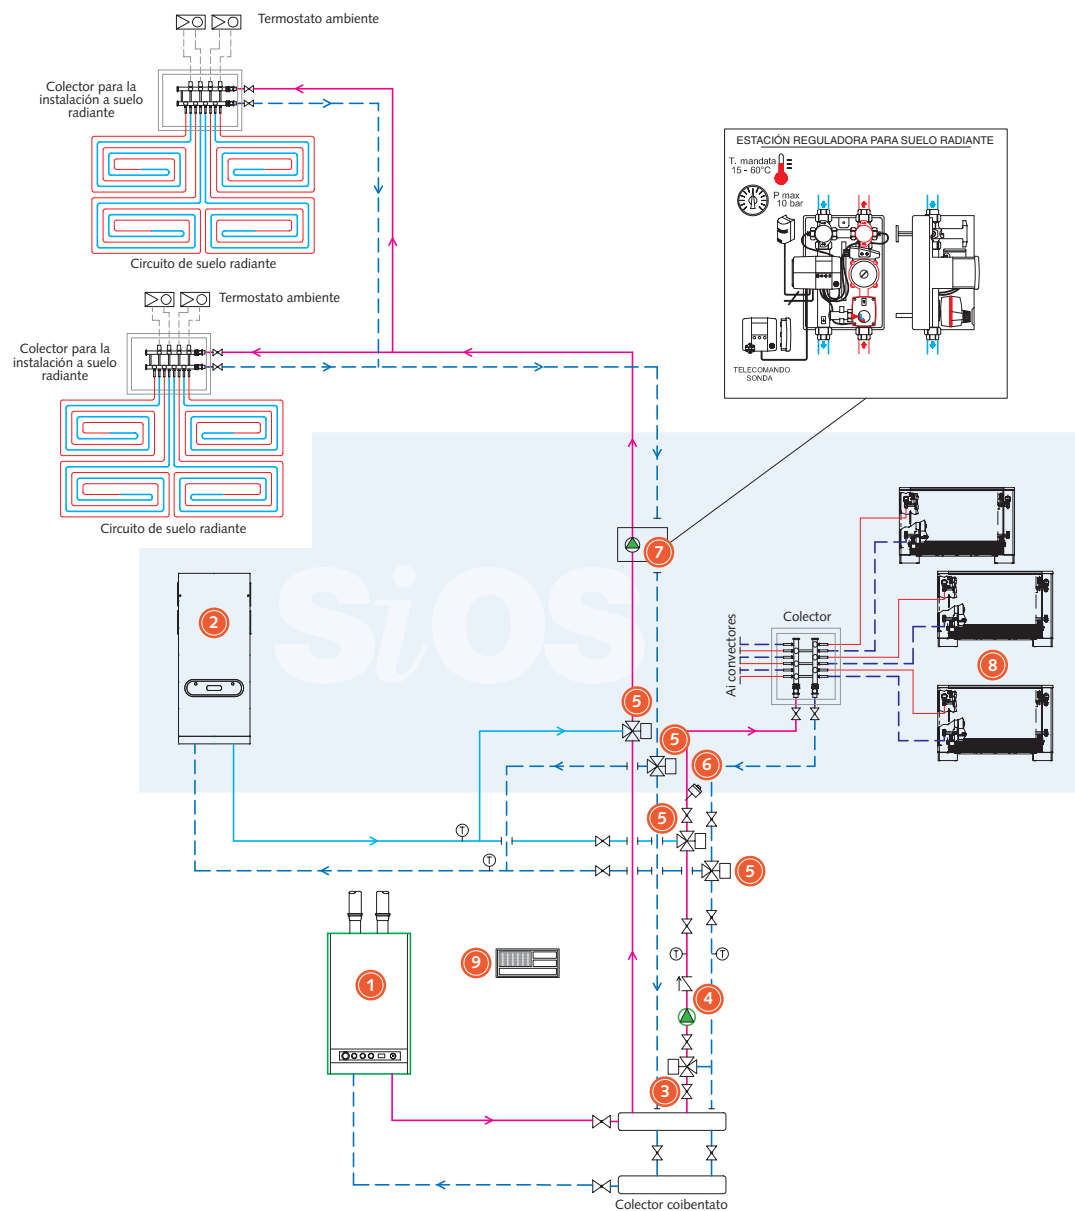 Termostato ambiente
Colector para la
instalación a suelo
radiante
Circuito de suelo radiante
Termostato ambiente
Colector para la
instalación a suelo
radiante
Circuito de suelo radiante
ESTACIÓN REGULADORA PARA SUELO RADIANTE
T. mandata
15 - 60°C
P max
10 bar
TELECOMANDO
SONDA
SiOS
7
2
Colector
Al convectores
8
5
5
6
5
5
T
T
1
9
T
T
4
3
Colector coibentato